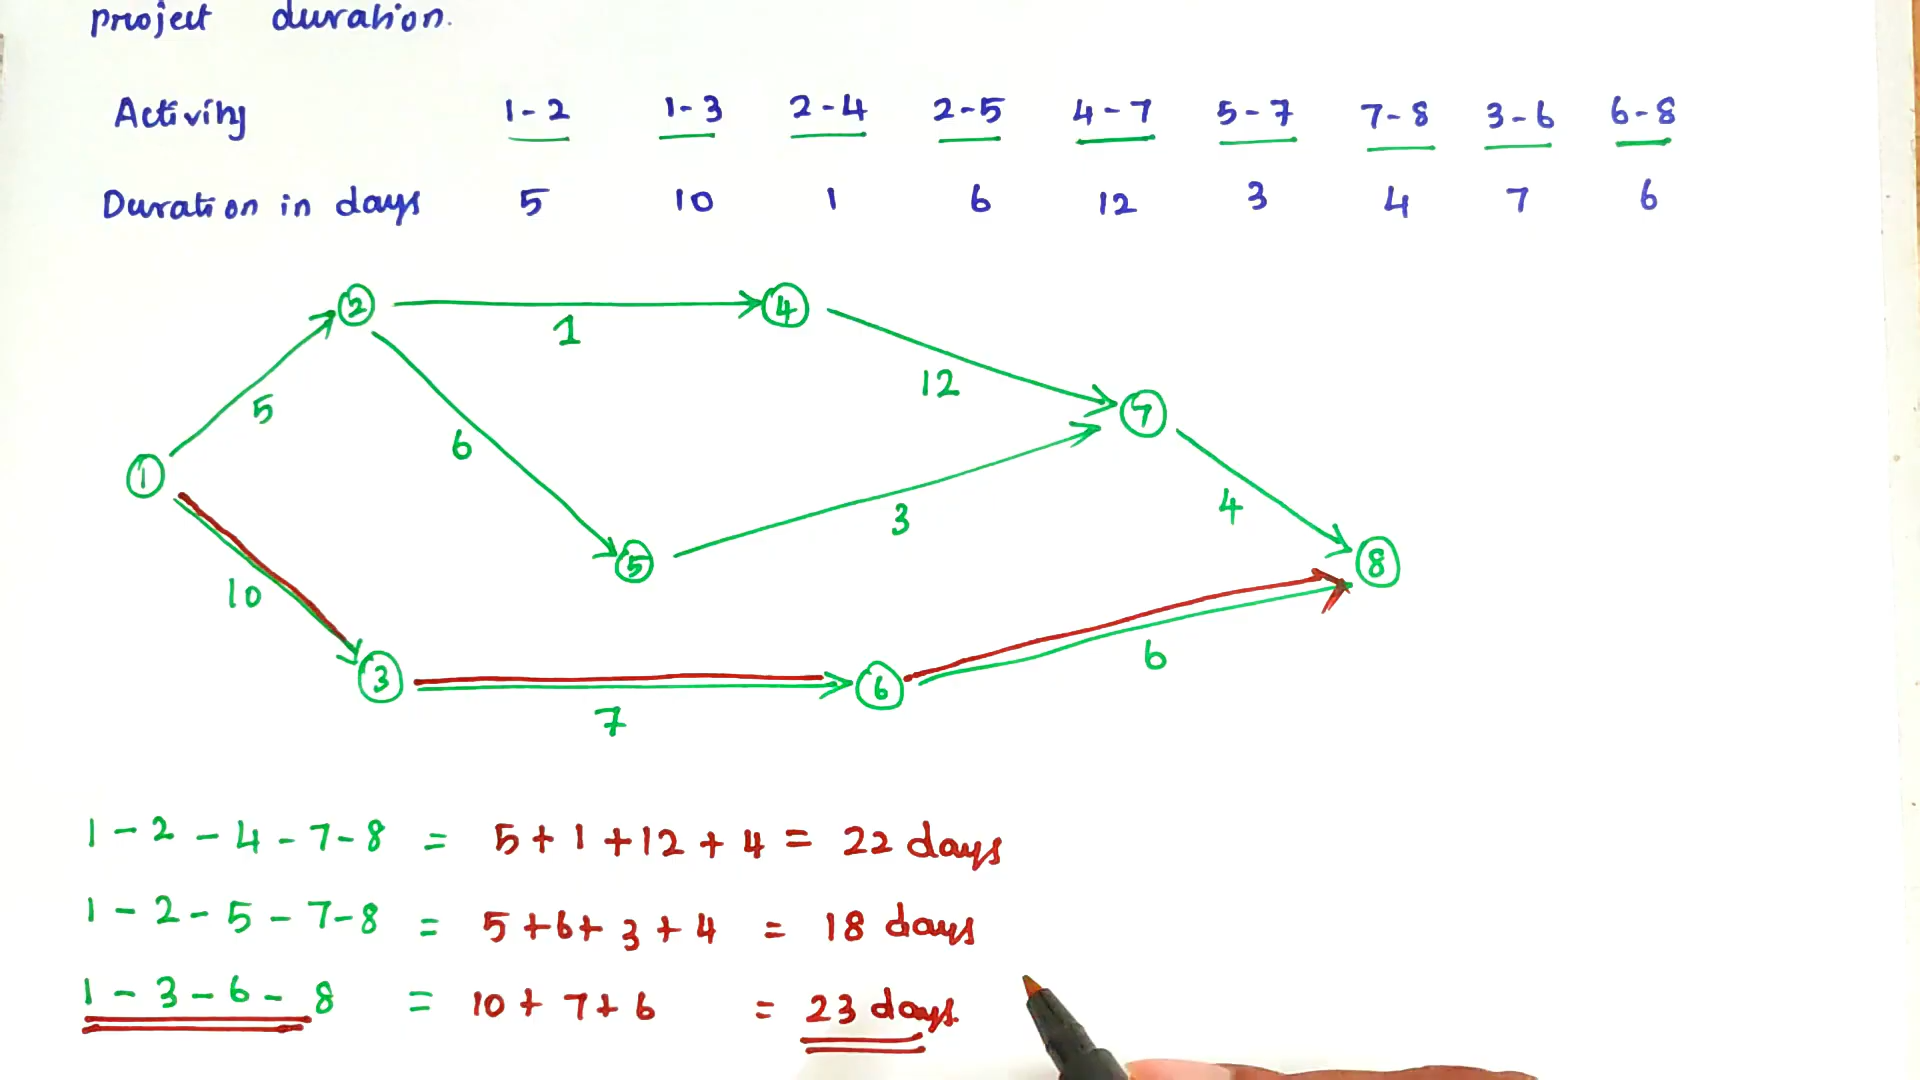 project duration.
Activity 1-2 1-3 2-4 2-5 4-7 5-7 7-8 3-6 6-8
Duration in days 5 10 1 6 12 3 4 7 6
2 4
1
12
5
7
6
1
3
4
5
8
10
6
3 6
7
1-2-4-7-8 = 5+1+12+4 = 22 days
1-2-5-7-8 = 5+6+3+4 = 18 days
1-3-6-8 = 10+7+6 = 23 days.